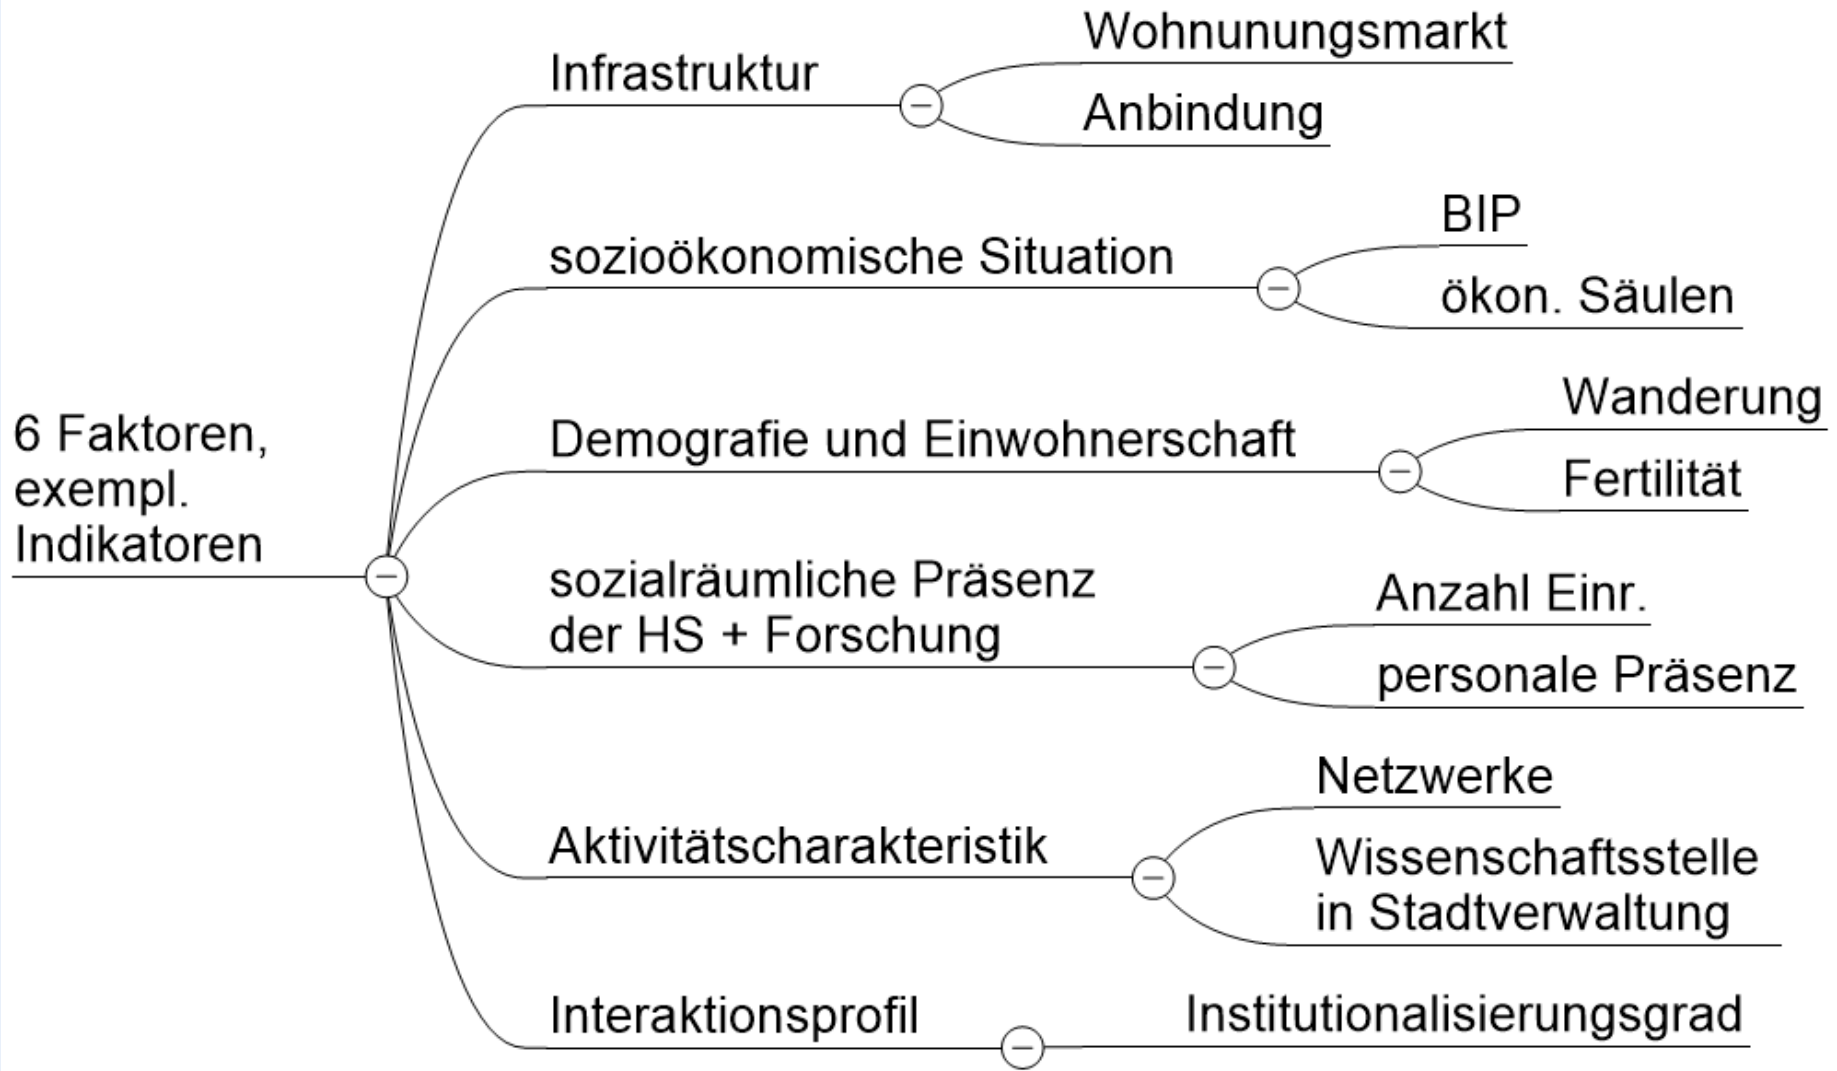 6 Faktoren,
exempl.
Indikatoren
Infrastruktur
Wohnunungsmarkt
Anbindung
sozioökonomische Situation
BIP
ökon. Säulen
Demografie und Einwohnerschaft
Wanderung
Fertilität
sozialräumliche Präsenz
der HS + Forschung
Anzahl Einr.
personale Präsenz
Aktivitätscharakteristik
Netzwerke
Wissenschaftsstelle
in Stadtverwaltung
Interaktionsprofil
Institutionalisierungsgrad